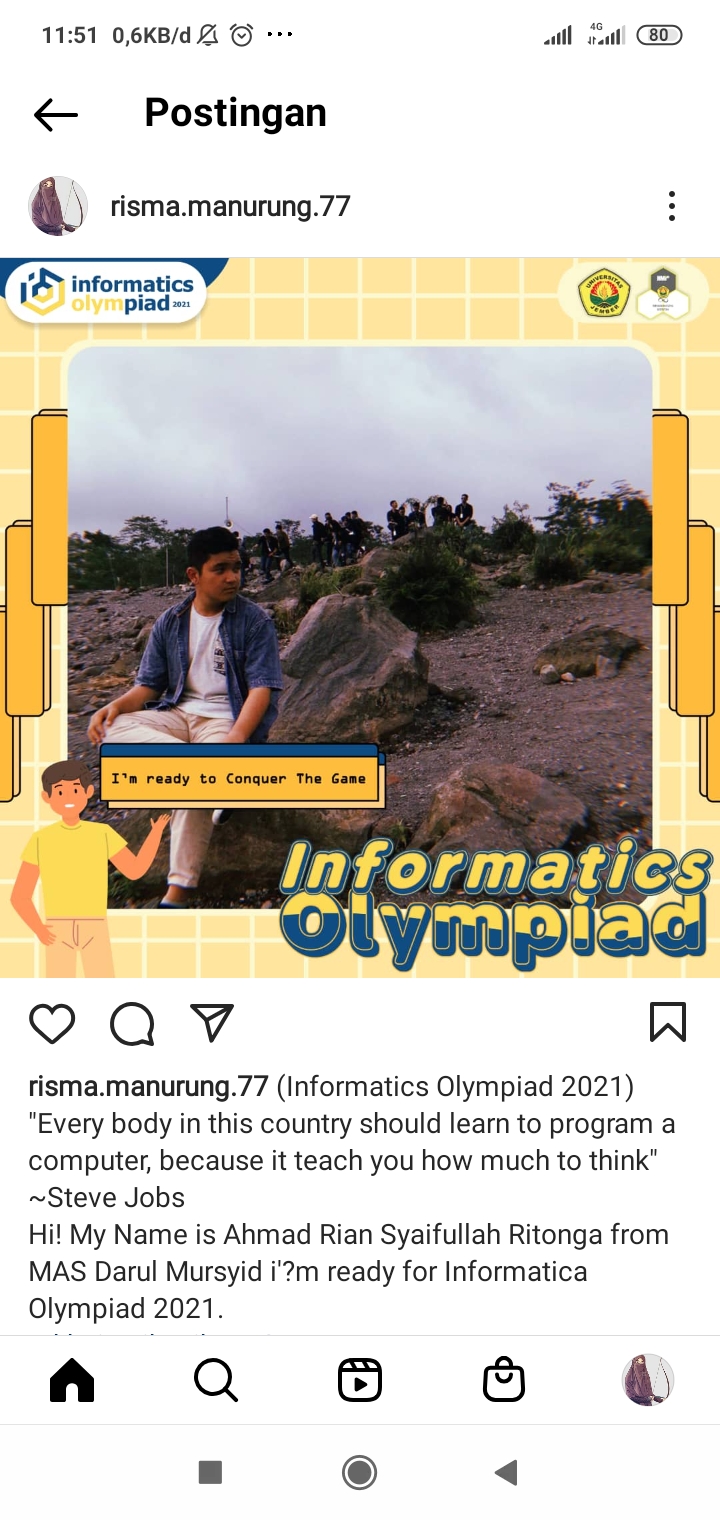 11:51 0,6KB/d ...
4G
80
Postingan
risma.manurung.77
informatics
olympiad 2021
UNIVERSITAS
JEMBER
I'm ready to Conquer The Game
Informatics
Olympiad
risma.manurung.77 (Informatics Olympiad 2021)
"Every body in this country should learn to program a
computer, because it teach you how much to think"
~Steve Jobs
Hi! My Name is Ahmad Rian Syaifullah Ritonga from
MAS Darul Mursyid i'?m ready for Informatica
Olympiad 2021.